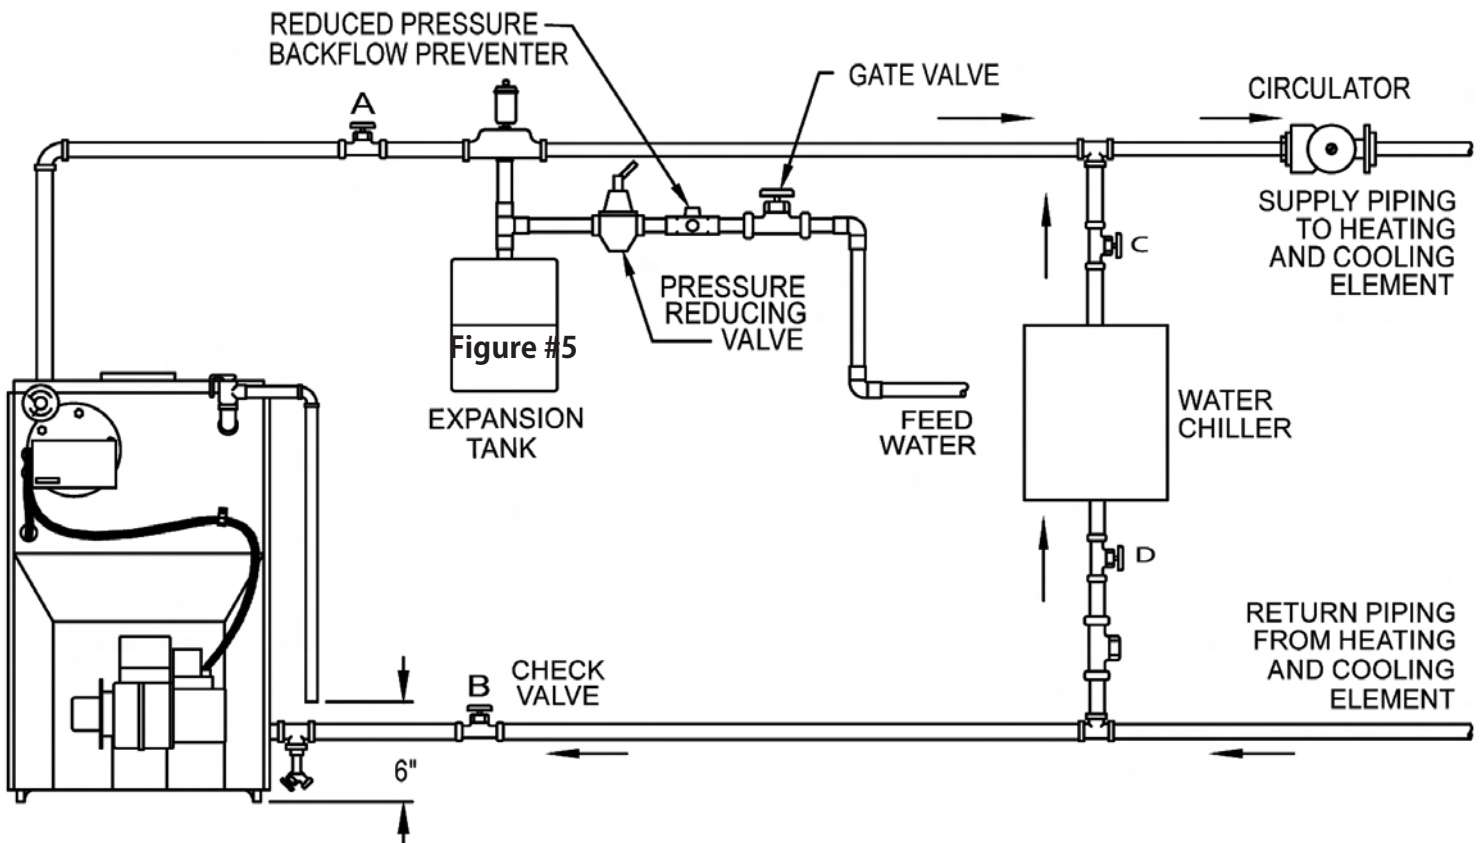 REDUCED PRESSURE
BACKFLOW PREVENTER
GATE VALVE
CIRCULATOR
A
SUPPLY PIPING
TO HEATING
AND COOLING
ELEMENT
C
PRESSURE
REDUCING
VALVE
Figure #5
EXPANSION
TANK
FEED
WATER
WATER
CHILLER
D
RETURN PIPING
FROM HEATING
AND COOLING
ELEMENT
CHECK
VALVE
B
6"